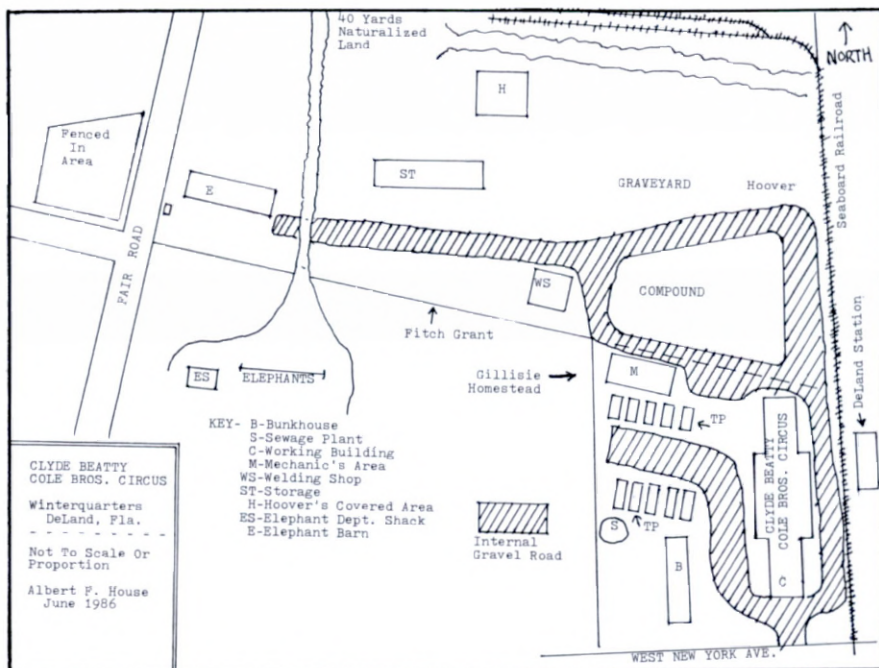 40 Yards
Naturalized
Land
↑
NORTH
H
Fenced
In
Area
E
ST
GRAVEYARD Hoover
Seaboard Railroad
FAIR ROAD
WS
COMPOUND
Fitch Grant
DeLand Station
ES
ELEPHANTS
Gillisie
Homestead
M
TP
KEY- B-Bunkhouse
S-Sewage Plant
C-Working Building
M-Mechanic's Area
WS-Welding Shop
ST-Storage
H-Hoover's Covered Area
ES-Elephant Dept. Shack
E-Elephant Barn
CLYDE BEATTY
COLE BROS. CIRCUS
C
Internal
Gravel Road
S
TP
B
CLYDE BEATTY
COLE BROS. CIRCUS
Winterquarters
DeLand, Fla.
- - - - - - - - - -
Not To Scale Or
Proportion
Albert F. House
June 1986
WEST NEW YORK AVE.